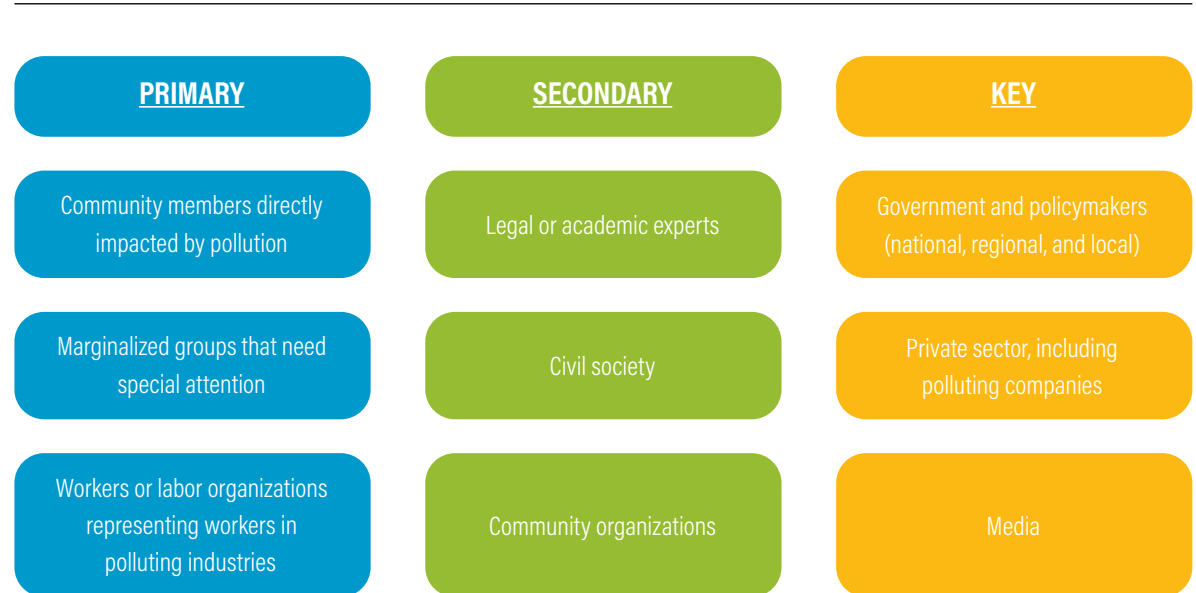 PRIMARY
Community members directly
impacted by pollution
Marginalized groups that need
special attention
Workers or labor organizations
representing workers in
polluting industries
SECONDARY
Legal or academic experts
Civil society
Community organizations
KEY
Government and policymakers
(national, regional, and local)
Private sector, including
polluting companies
Media